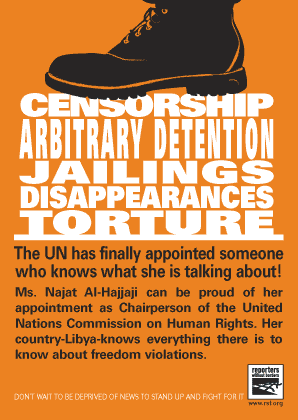 CENSORSHIP
ARBITRARY DETENTION
JAILINGS
DISAPPEARANCES
TORTURE
The UN has finally appointed someone
who knows what she is talking about!
Ms. Najat Al-Hajjaji can be proud of her
appointment as Chairperson of the United
Nations Commission on Human Rights. Her
country-Libya-knows everything there is to
know about freedom violations.
DON'T WAIT TO BE DEPRIVED OF NEWS TO STAND UP AND FIGHT FOR IT
reporters
without borders
www.rsf.org